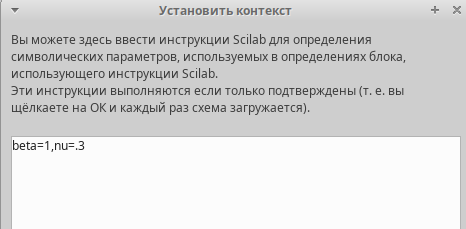 Установить контекст
Вы можете здесь ввести инструкции Scilab для определения
символических параметров, используемых в определениях блока,
использующего инструкции Scilab.
Эти инструкции выполняются если только подтверждены (т. е. вы
щёлкаете на ОК и каждый раз схема загружается).
beta=1,nu=.3